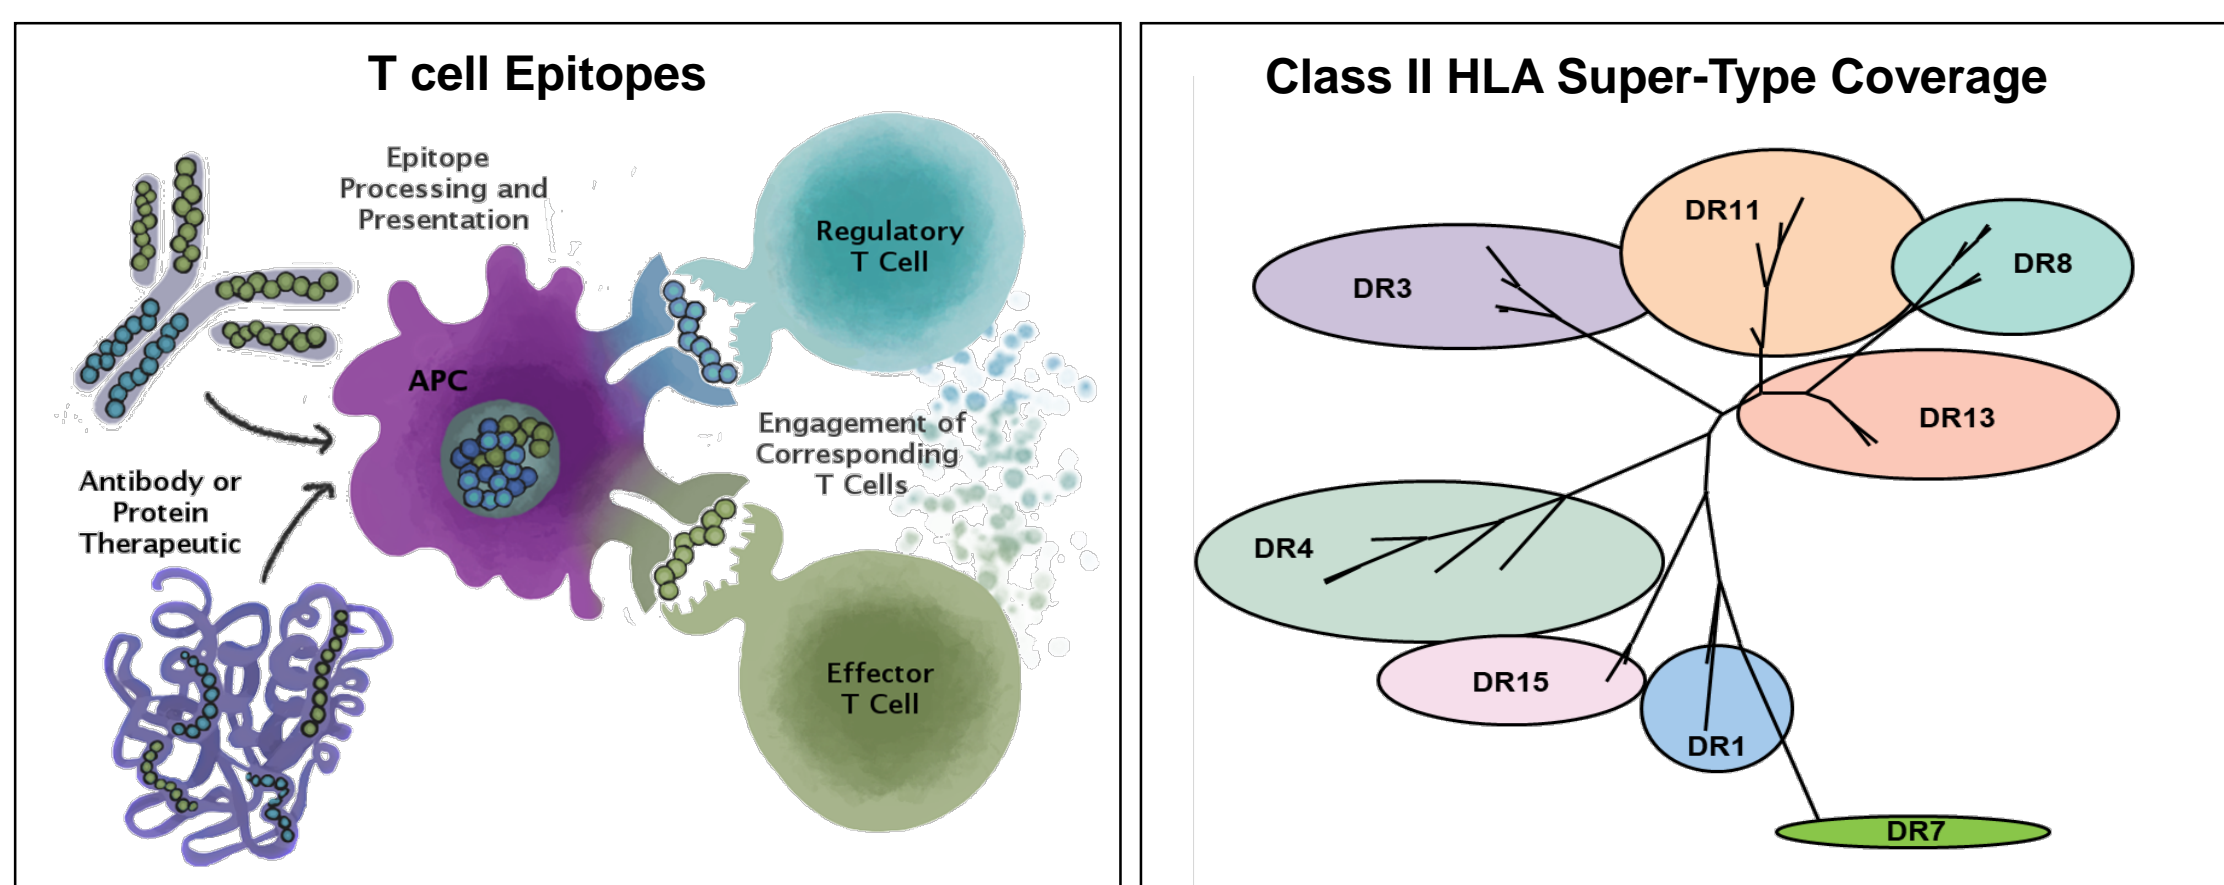 T cell Epitopes
Epitope
Processing and
Presentation
Regulatory
T Cell
APC
Engagement of
Corresponding
T Cells
Antibody or
Protein
Therapeutic
Effector
T Cell
Class II HLA Super-Type Coverage
DR11
DR8
DR3
DR13
DR4
DR15
DR1
DR7